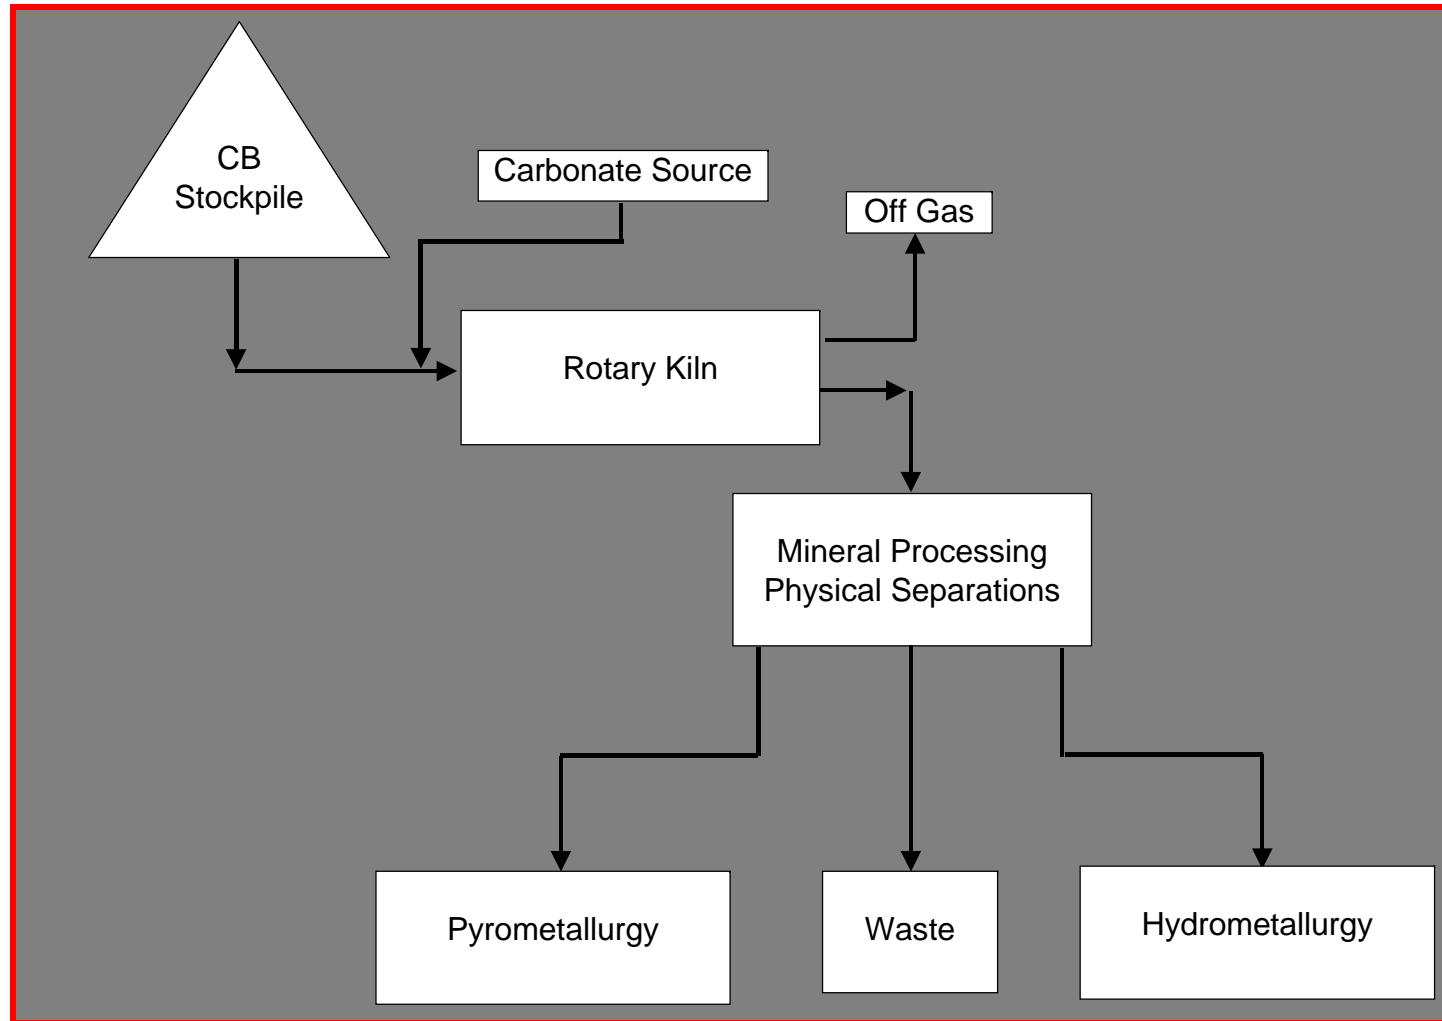 CB
Stockpile
Carbonate Source
Off Gas
Rotary Kiln
Mineral Processing
Physical Separations
Pyrometallurgy
Waste
Hydrometallurgy